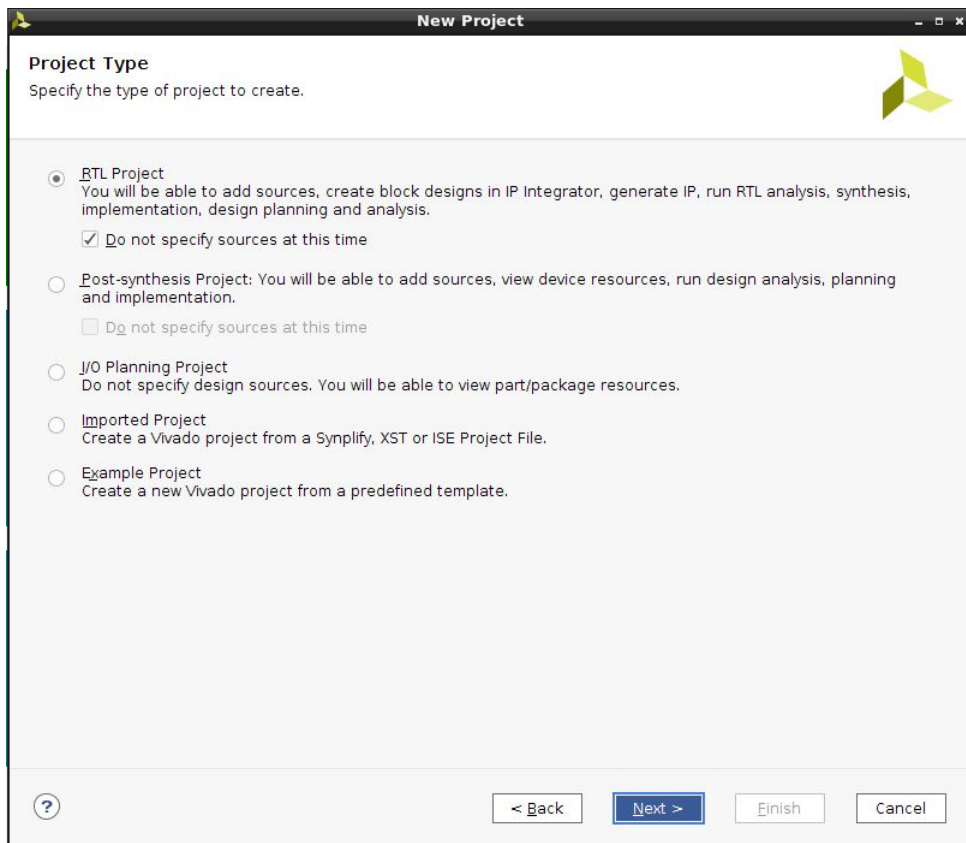 New Project
Project Type
Specify the type of project to create.
RTL Project
You will be able to add sources, create block designs in IP Integrator, generate IP, run RTL analysis, synthesis,
implementation, design planning and analysis.
Do not specify sources at this time
Post-synthesis Project: You will be able to add sources, view device resources, run design analysis, planning
and implementation.
Do not specify sources at this time
I/O Planning Project
Do not specify design sources. You will be able to view part/package resources.
Imported Project
Create a Vivado project from a Synplify, XST or ISE Project File.
Example Project
Create a new Vivado project from a predefined template.
? < Back Next > Finish Cancel